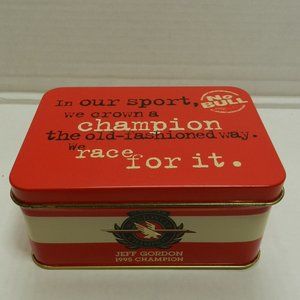 In our sport,
we crown a
champion
the old-fashioned way.
We
race
for it.
No
BULL
JEFF GORDON
1995 CHAMPION